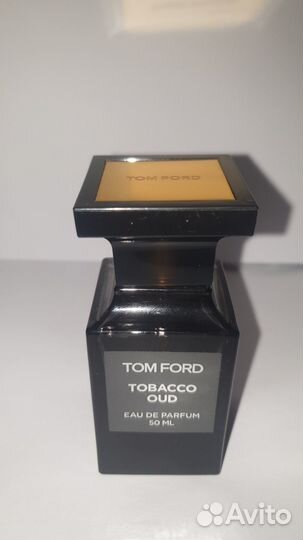 TOM FORD
TOM FORD
TOBACCO
OUD
EAU DE PARFUM
50 ML
Avito